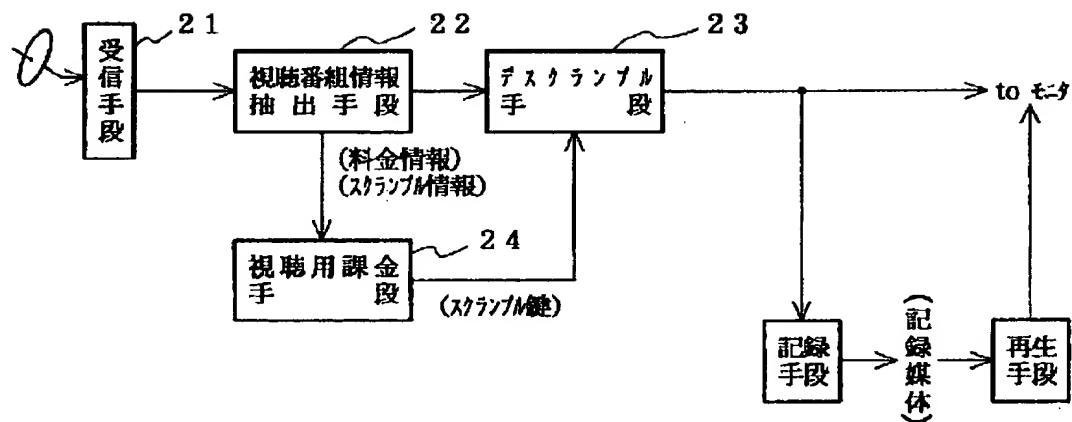 受信手段
21
視聴番組情報
抽出手段
22
デスクランブル
手段
23
to モニタ
(料金情報)
(スクランブル情報)
視聴用課金
手段
24
(スクランブル鍵)
記録
手段
(記録媒体)
再生
手段